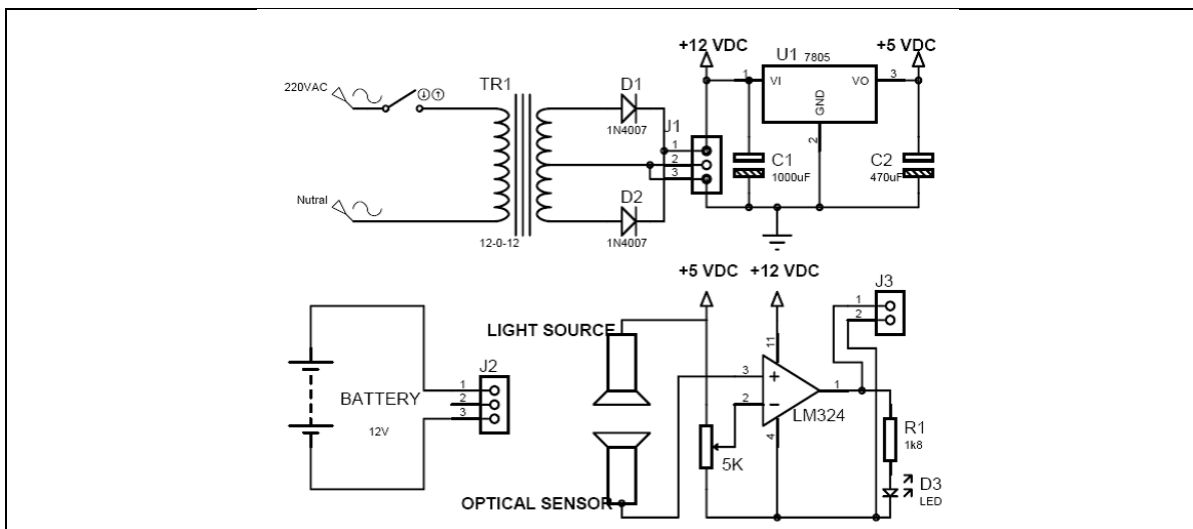 +12 VDC
+5 VDC
U1 7805
1
VI
VO
3
GND
2
220VAC
TR1
D1
1N4007
J1
1
2
3
C1
1000uF
C2
470uF
Nutral
D2
1N4007
12-0-12
+5 VDC
+12 VDC
J3
1
2
LIGHT SOURCE
11
J2
1
2
3
BATTERY
12V
3
+
2
−
1
LM324
4
5K
R1
1k8
D3
LED
OPTICAL SENSOR